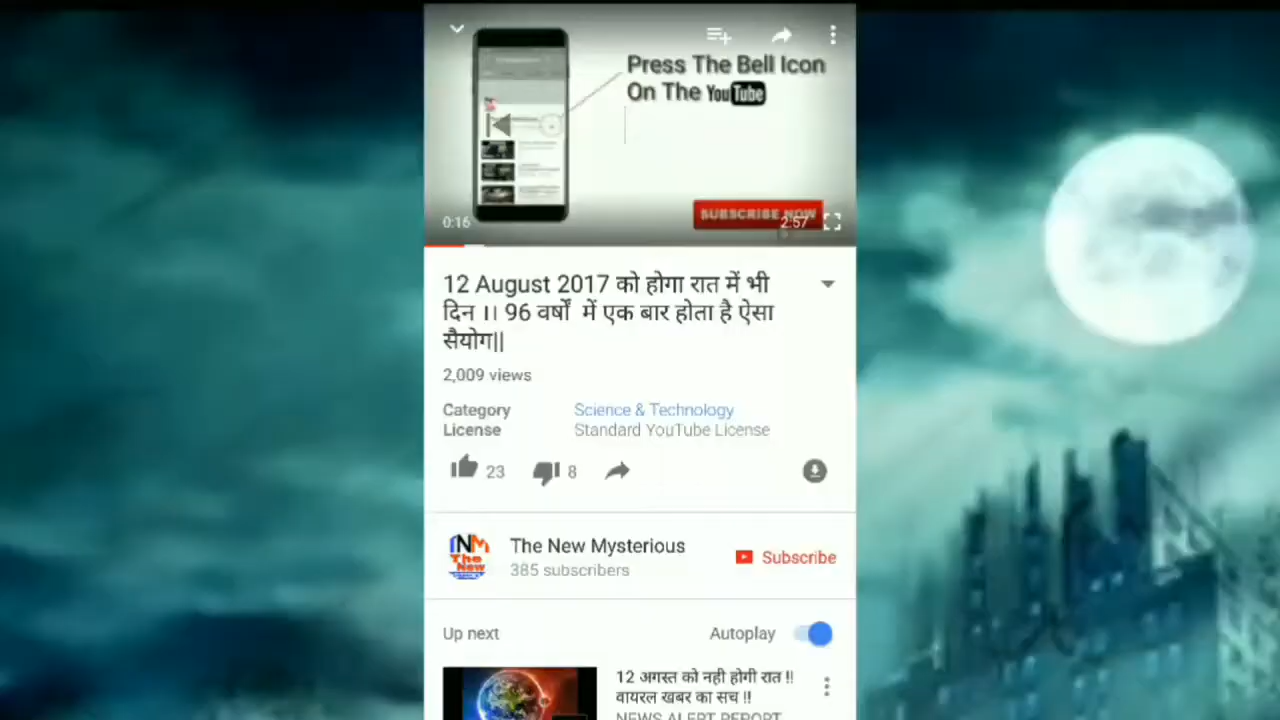 Press The Bell Icon
On The YouTube
SUBSCRIBE NOW
0:16
2:57
12 August 2017 को होगा रात में भी
दिन ।। 96 वर्षों में एक बार होता है ऐसा
सैयोग||
2,009 views
Category Science & Technology
License Standard YouTube License
23 8
The New Mysterious
385 subscribers
Subscribe
Up next Autoplay
12 अगस्त को नही होगी रात !!
वायरल खबर का सच !!
NEWS ALERT REPORT